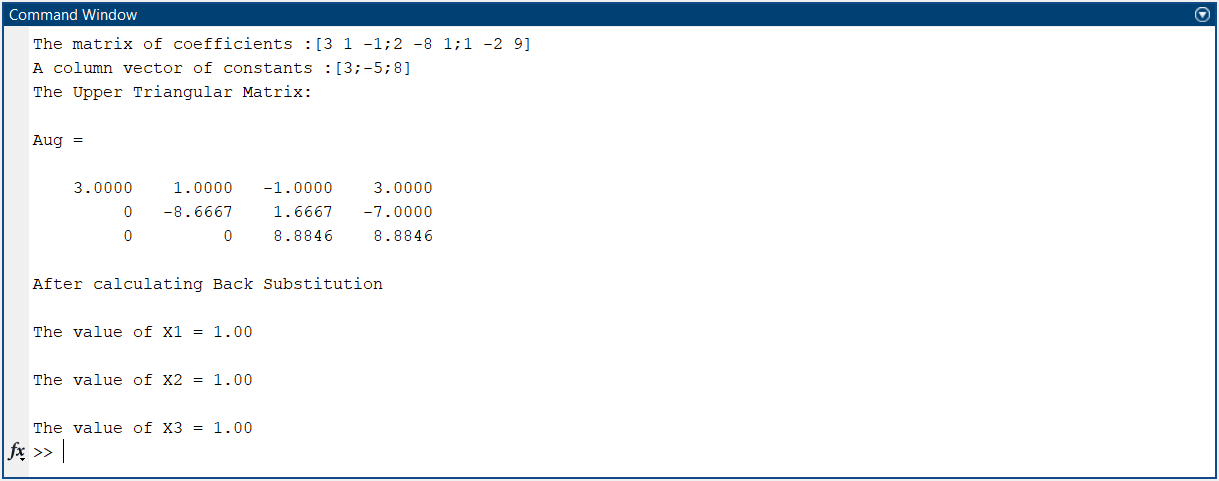 Command Window
The matrix of coefficients :[3 1 -1;2 -8 1;1 -2 9]
A column vector of constants :[3;-5;8]
The Upper Triangular Matrix:
Aug =
3.0000 1.0000 -1.0000 3.0000
0 -8.6667 1.6667 -7.0000
0 0 8.8846 8.8846
After calculating Back Substitution
The value of X1 = 1.00
The value of X2 = 1.00
The value of X3 = 1.00
fx >>